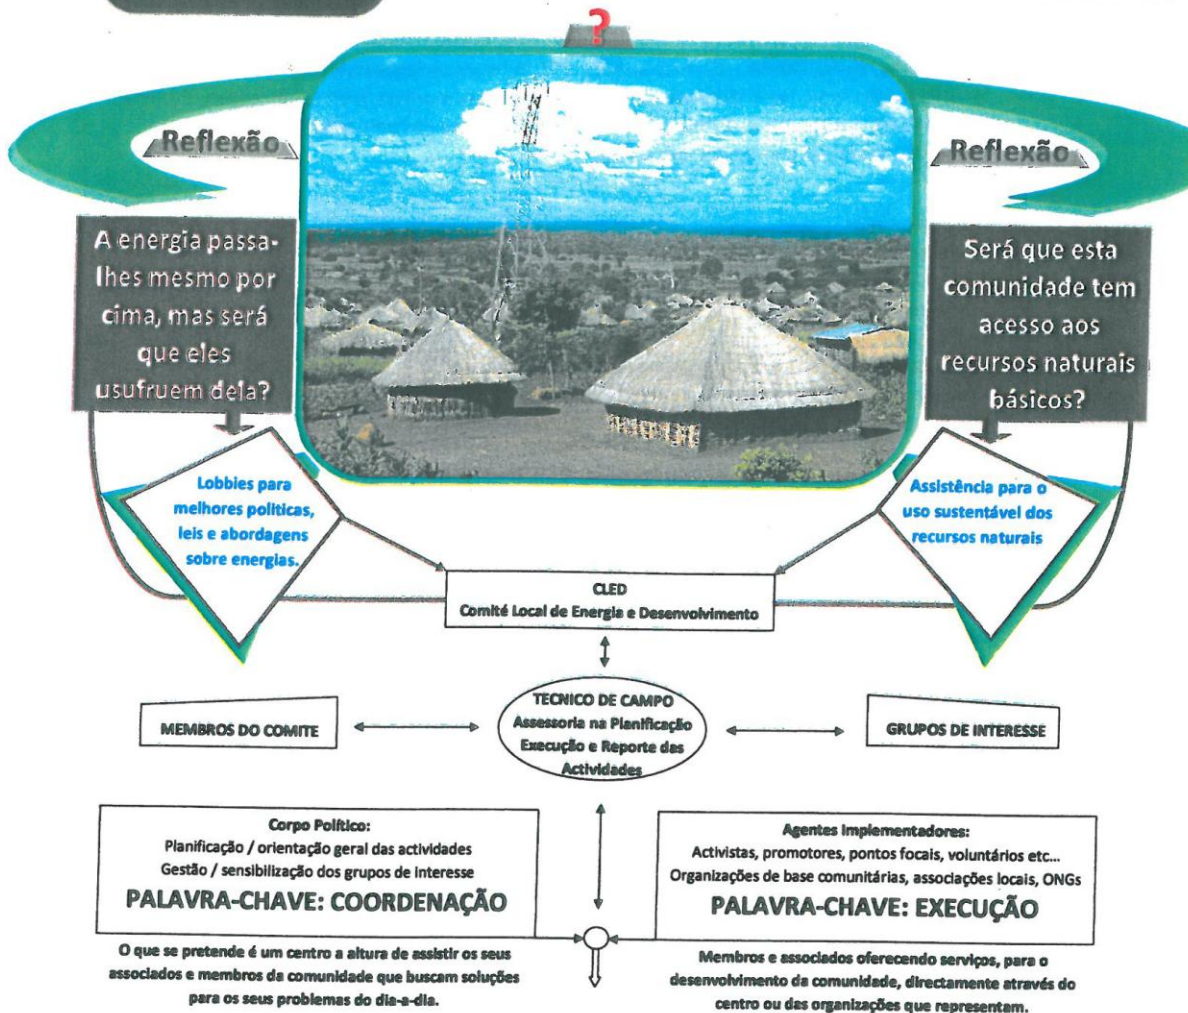 ?
Reflexão
A energia passa-
lhes mesmo por
cima, mas será
que eles
usufruem dela?
Reflexão
Será que esta
comunidade tem
acesso aos
recursos naturais
básicos?
Lobbies para
melhores politicas,
leis e abordagens
sobre energias.
Assistência para o
uso sustentável dos
recursos naturais
CLED
Comité Local de Energia e Desenvolvimento
MEMBROS DO COMITE
TECNICO DE CAMPO
Assessoria na Planificação
Execução e Reporte das
Actividades
GRUPOS DE INTERESSE
Corpo Político:
Planificação / orientação geral das actividades
Gestão / sensibilização dos grupos de interesse
PALAVRA-CHAVE: COORDENAÇÃO
Agentes Implementadores:
Activistas, promotores, pontos focais, voluntários etc...
Organizações de base comunitárias, associações locais, ONGs
PALAVRA-CHAVE: EXECUÇÃO
O que se pretende é um centro a altura de assistir os seus
associados e membros da comunidade que buscam soluções
para os seus problemas do dia-a-dia.
Membros e associados oferecendo serviços, para o
desenvolvimento da comunidade, directamente através do
centro ou das organizações que representam.